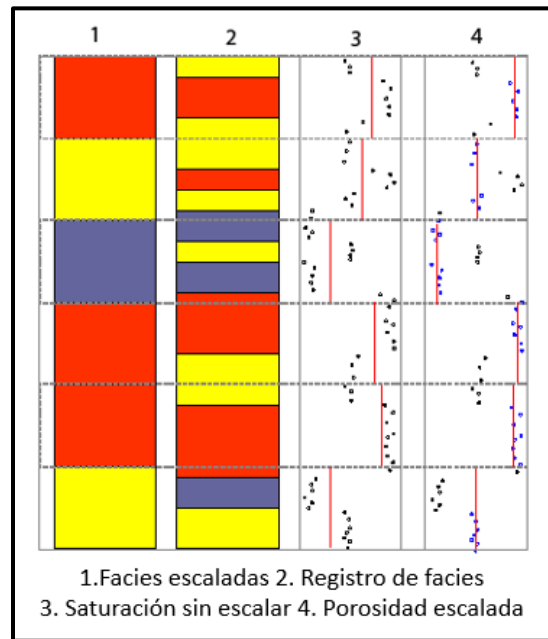 1 2 3 4
1.Facies escaladas 2. Registro de facies
3. Saturación sin escalar 4. Porosidad escalada